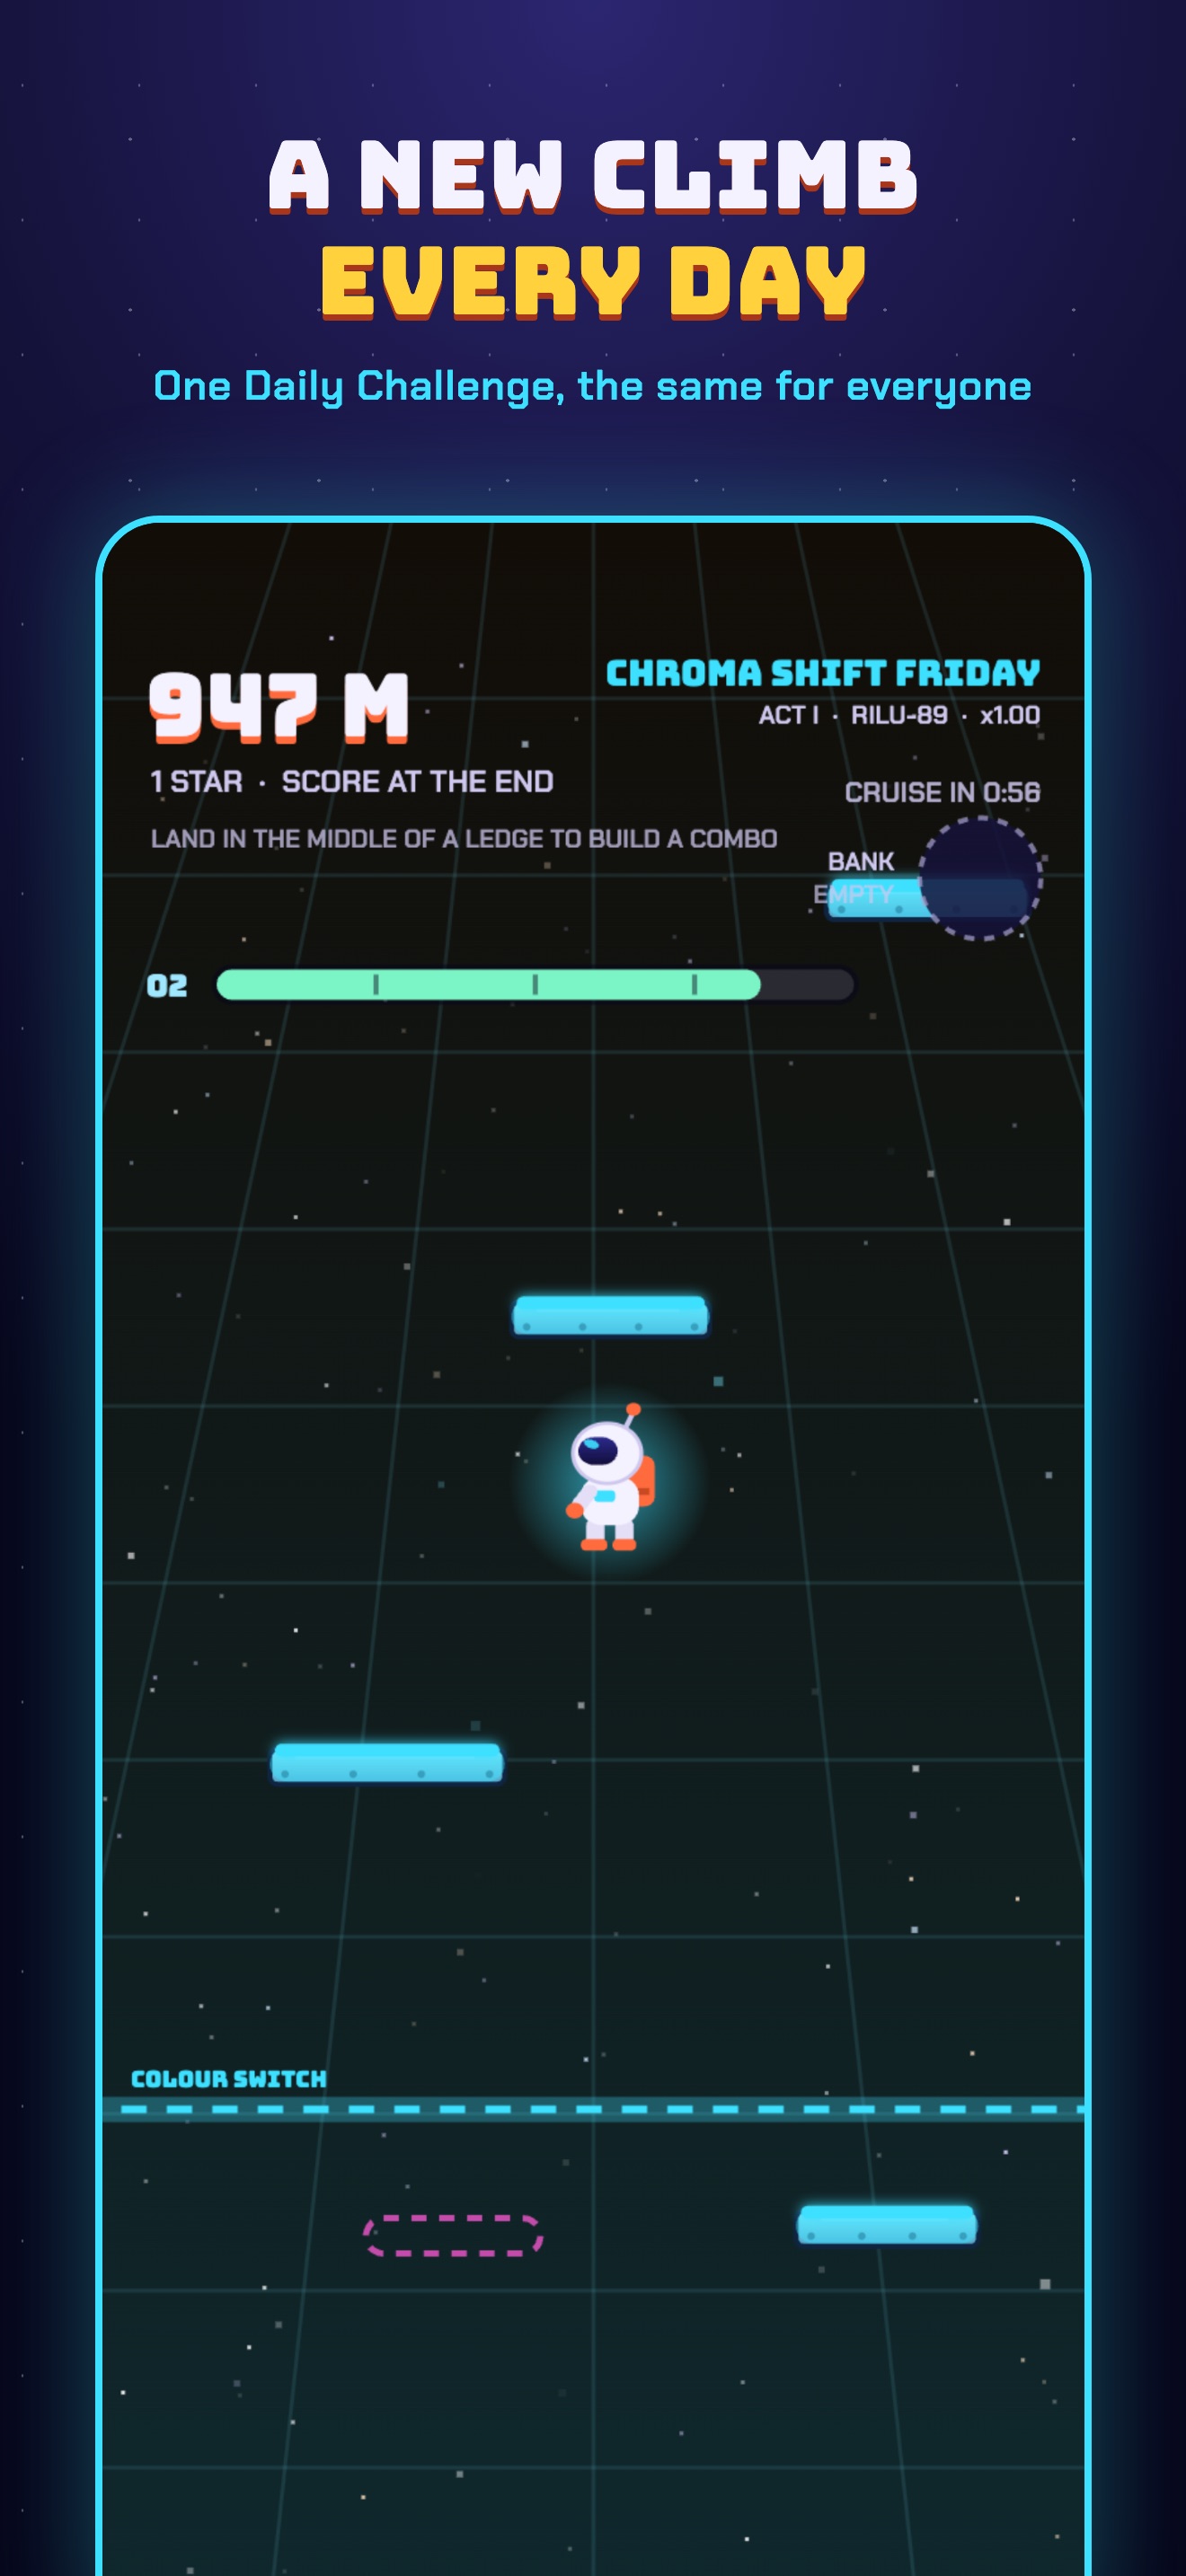 A NEW CLIMB
EVERY DAY
One Daily Challenge, the same for everyone
947 M
CHROMA SHIFT FRIDAY
ACT I · RILU-89 · x1.00
1 STAR · SCORE AT THE END
CRUISE IN 0:56
LAND IN THE MIDDLE OF A LEDGE TO BUILD A COMBO
BANK
EMPTY
O2
COLOUR SWITCH